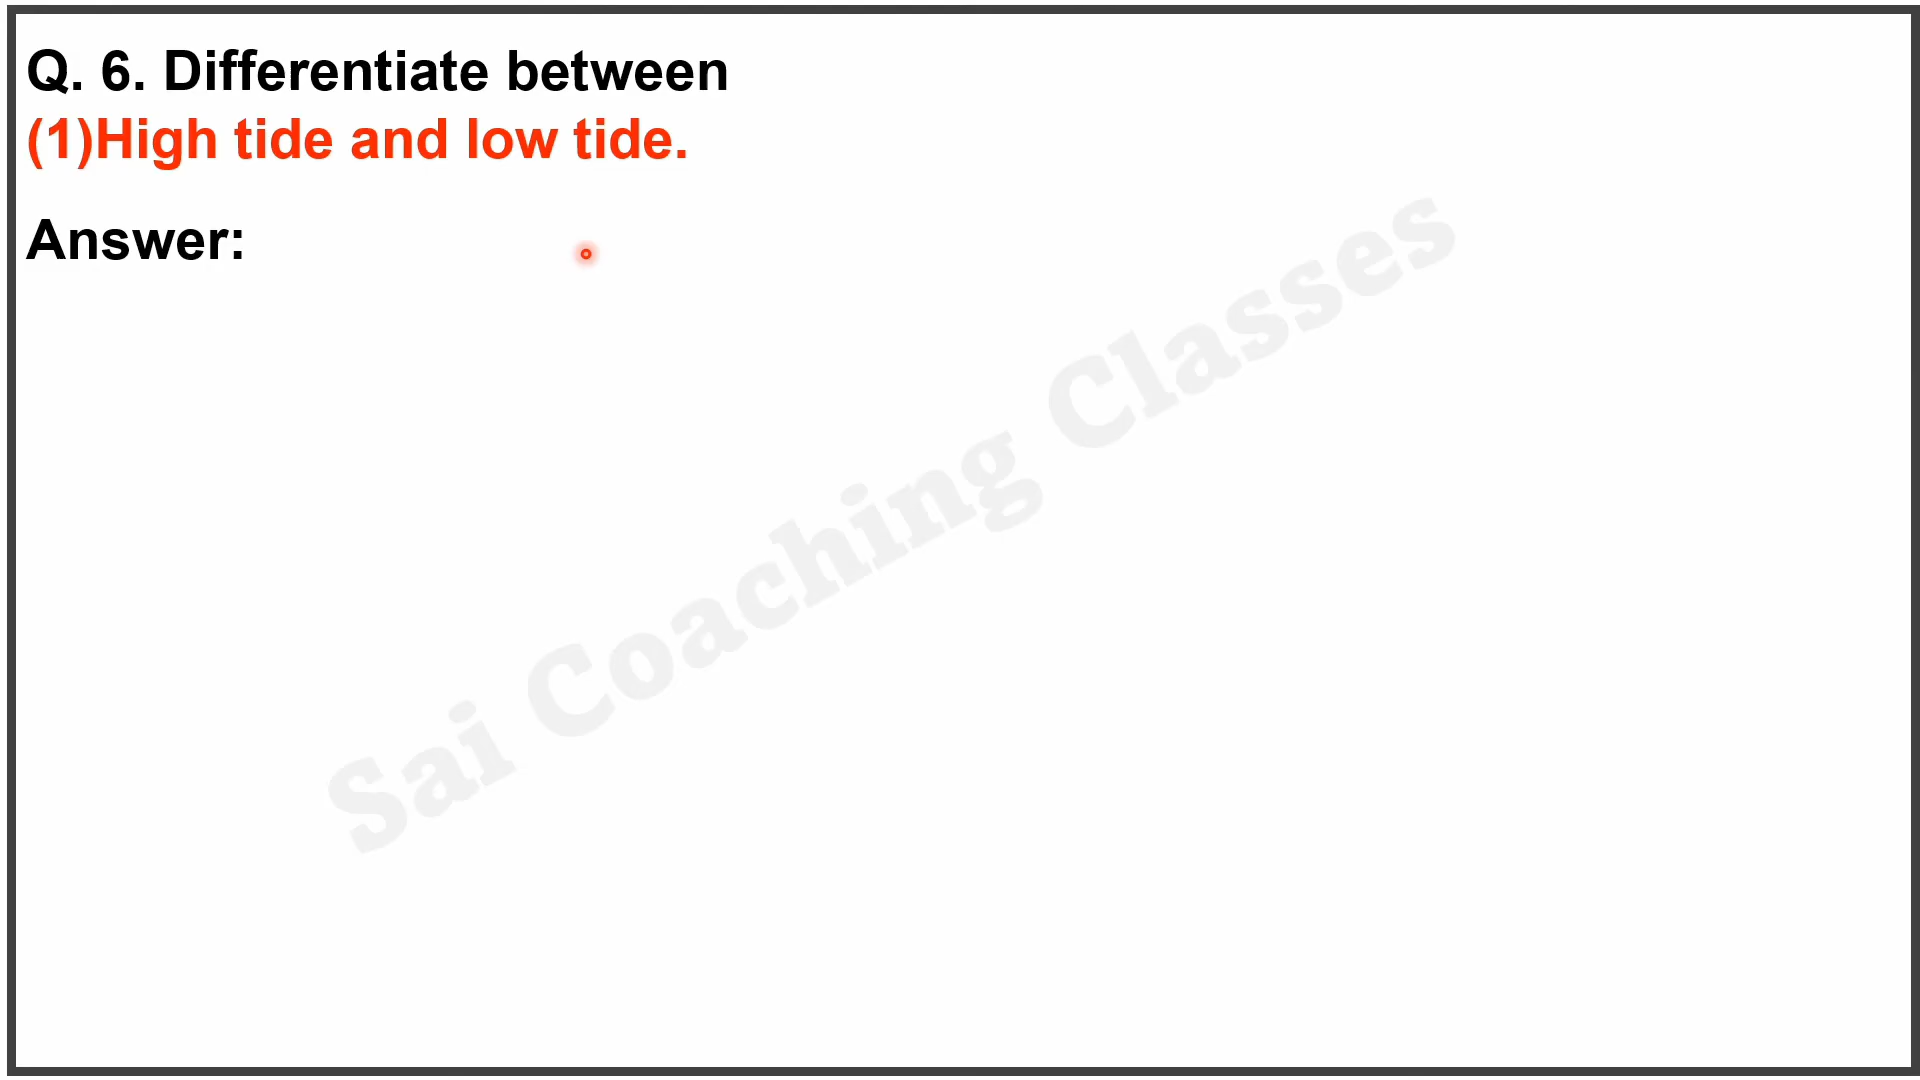 Q. 6. Differentiate between
(1)High tide and low tide.
Answer:
Sai Coaching Classes